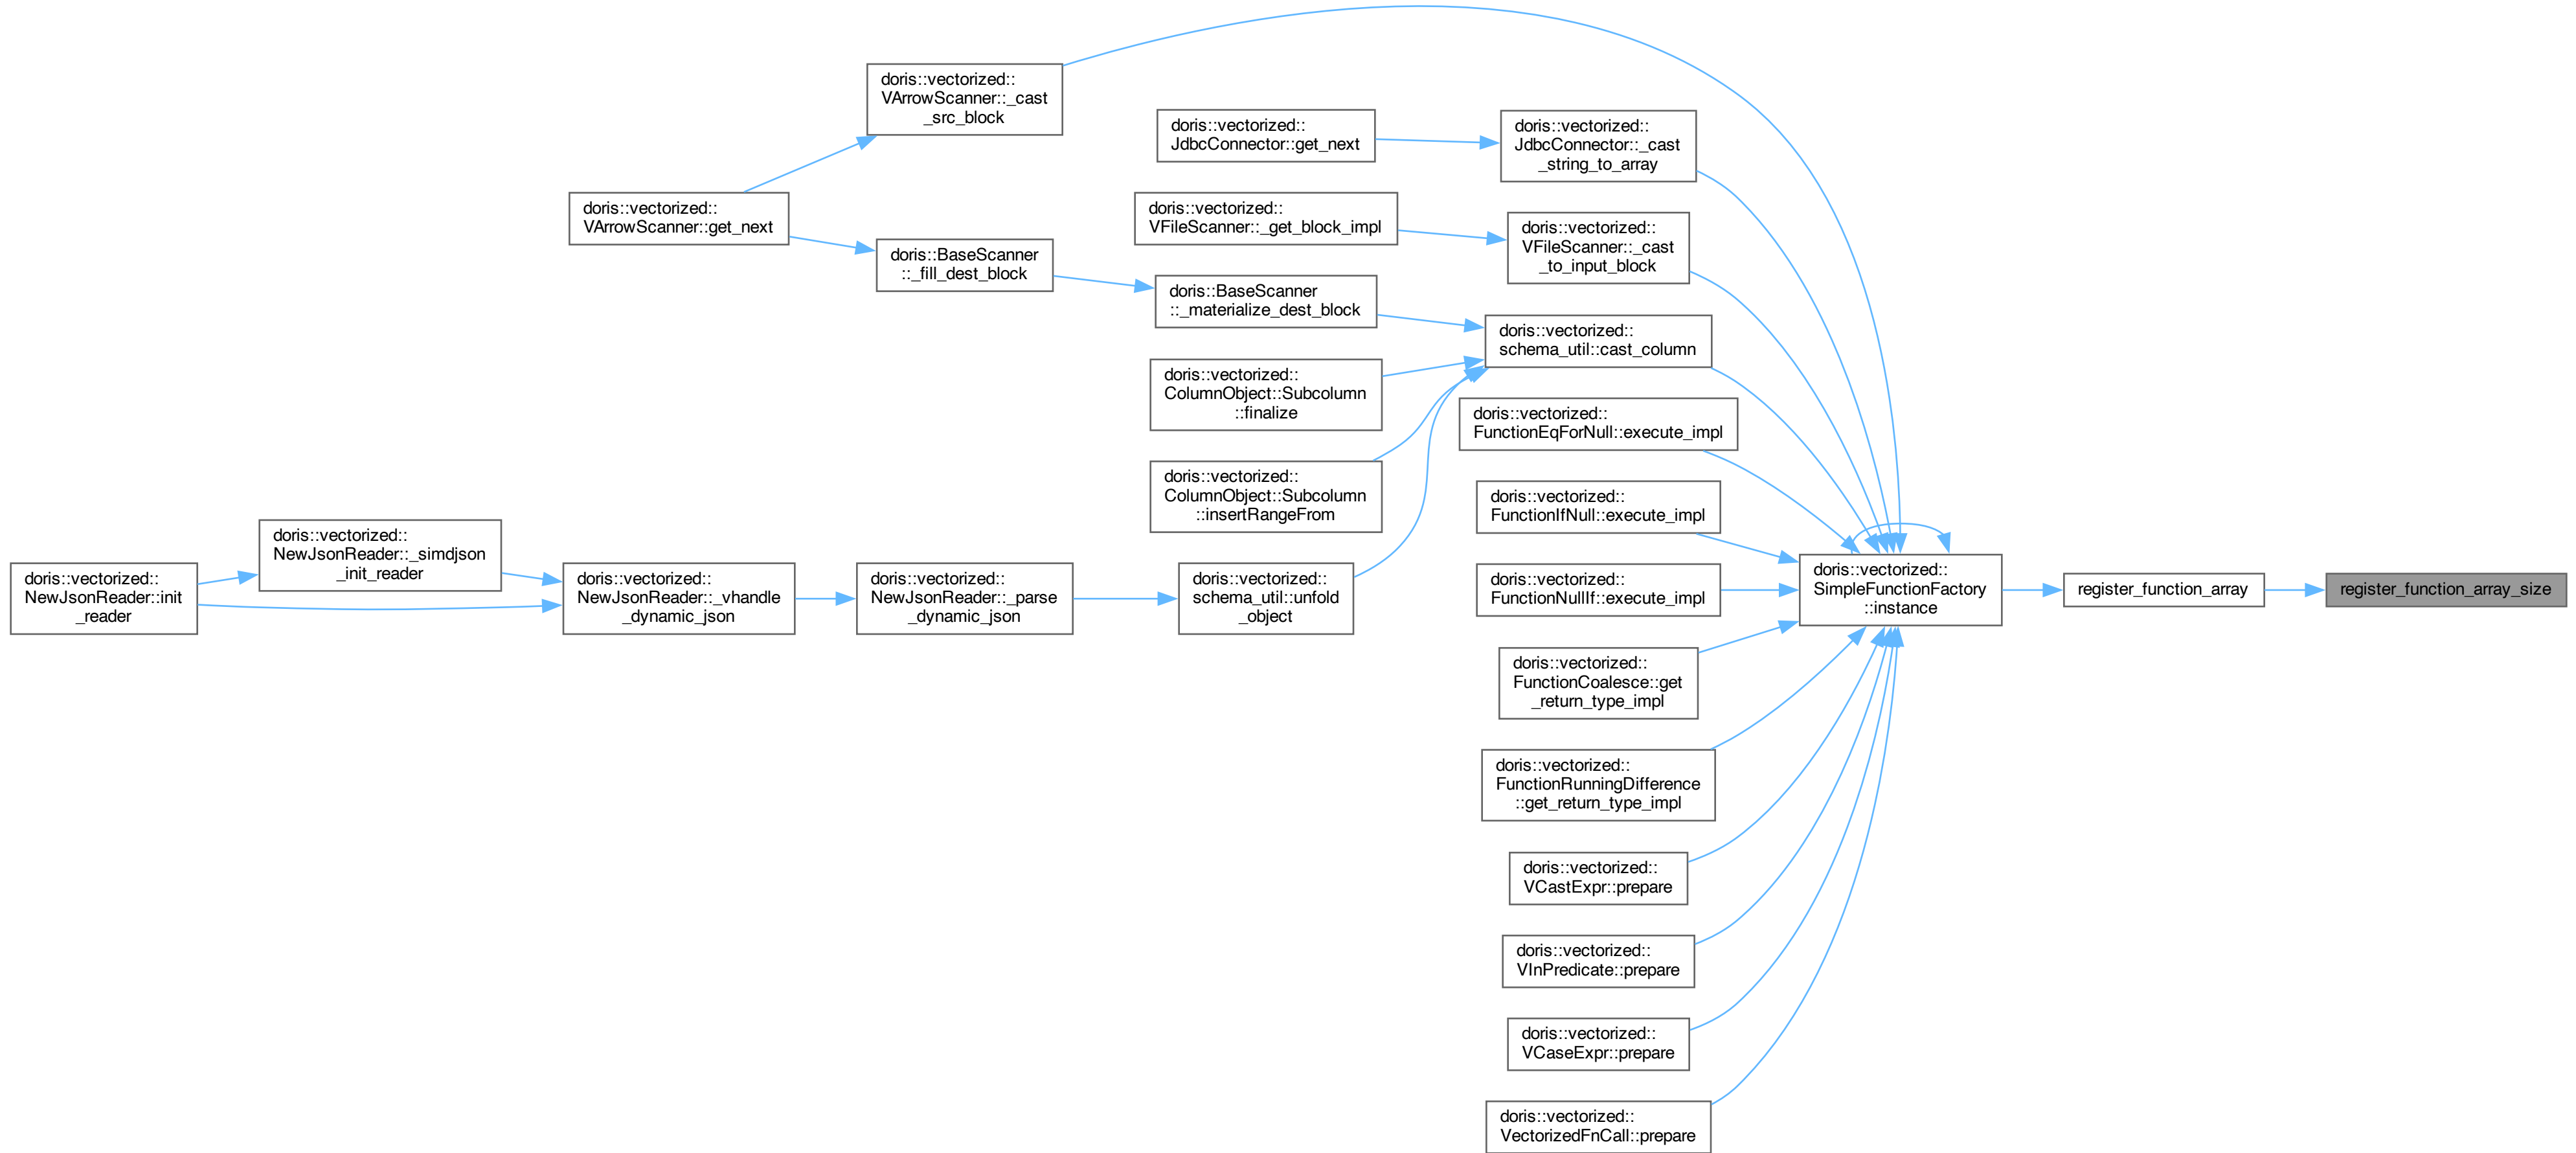 doris::vectorized::
VArrowScanner::_cast
_src_block
doris::vectorized::
JdbcConnector::get_next
doris::vectorized::
JdbcConnector::_cast
_string_to_array
doris::vectorized::
VArrowScanner::get_next
doris::vectorized::
VFileScanner::_get_block_impl
doris::vectorized::
VFileScanner::_cast
_to_input_block
doris::BaseScanner
::_fill_dest_block
doris::BaseScanner
::_materialize_dest_block
doris::vectorized::
schema_util::cast_column
doris::vectorized::
ColumnObject::Subcolumn
::finalize
doris::vectorized::
FunctionEqForNull::execute_impl
doris::vectorized::
ColumnObject::Subcolumn
::insertRangeFrom
doris::vectorized::
FunctionIfNull::execute_impl
doris::vectorized::
NewJsonReader::init
_reader
doris::vectorized::
NewJsonReader::_simdjson
_init_reader
doris::vectorized::
NewJsonReader::_vhandle
_dynamic_json
doris::vectorized::
NewJsonReader::_parse
_dynamic_json
doris::vectorized::
schema_util::unfold
_object
doris::vectorized::
FunctionNullIf::execute_impl
doris::vectorized::
SimpleFunctionFactory
::instance
register_function_array
register_function_array_size
doris::vectorized::
FunctionCoalesce::get
_return_type_impl
doris::vectorized::
FunctionRunningDifference
::get_return_type_impl
doris::vectorized::
VCastExpr::prepare
doris::vectorized::
VInPredicate::prepare
doris::vectorized::
VCaseExpr::prepare
doris::vectorized::
VectorizedFnCall::prepare